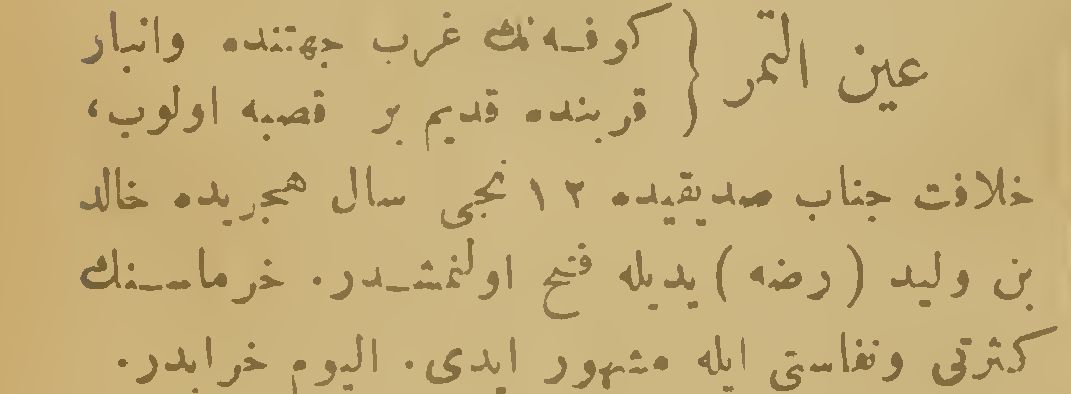 عين التمر { كوفه‌نك غرب جهتنده وانبار
قربنده قديم بر قصبه اولوب،
خلافت جناب صديقيده ١٢ نجى سال هجريده خالد
بن وليد (رضه) يديله فتح اولنمشدر. خرماسنك
كثرتى ونفاستى ايله مشهور ايدى. اليوم خرابدر.